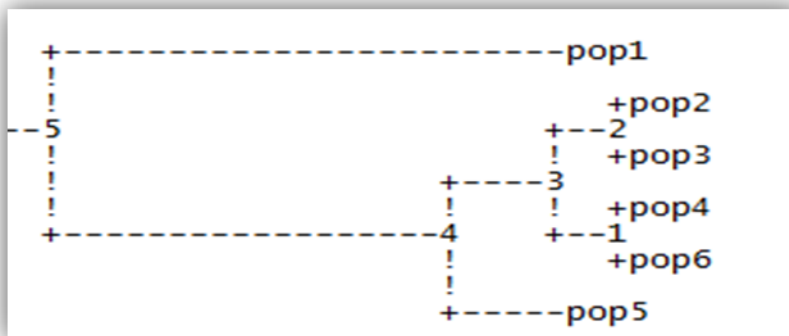 +-----------------------pop1
!
! +pop2
--5 +--2
! ! +pop3
! +-----3
! ! ! +pop4
+------------------4 +--1
! +pop6
!
+-----pop5